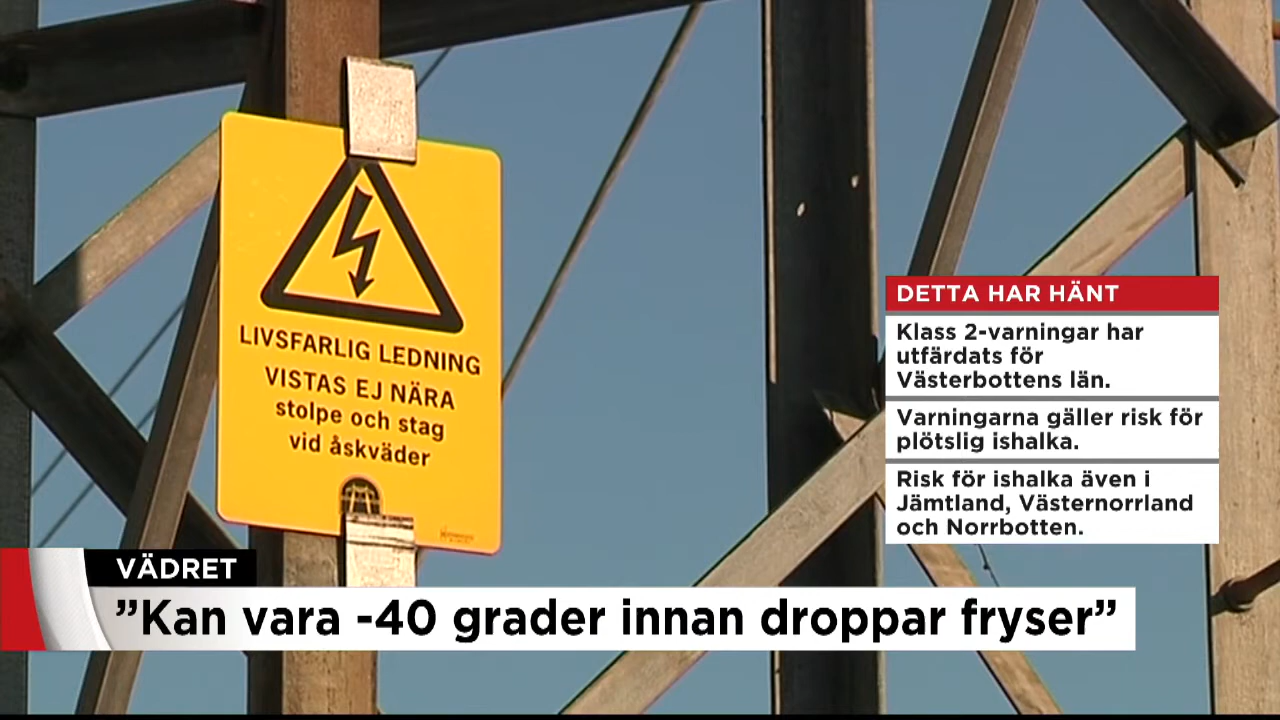 LIVSFARLIG LEDNING
VISTAS EJ NÄRA
stolpe och stag
vid åskväder
DETTA HAR HÄNT
Klass 2-varningar har
utfärdats för
Västerbottens län.
Varningarna gäller risk för
plötslig ishalka.
Risk för ishalka även i
Jämtland, Västernorrland
och Norrbotten.
VÄDRET
”Kan vara -40 grader innan droppar fryser”